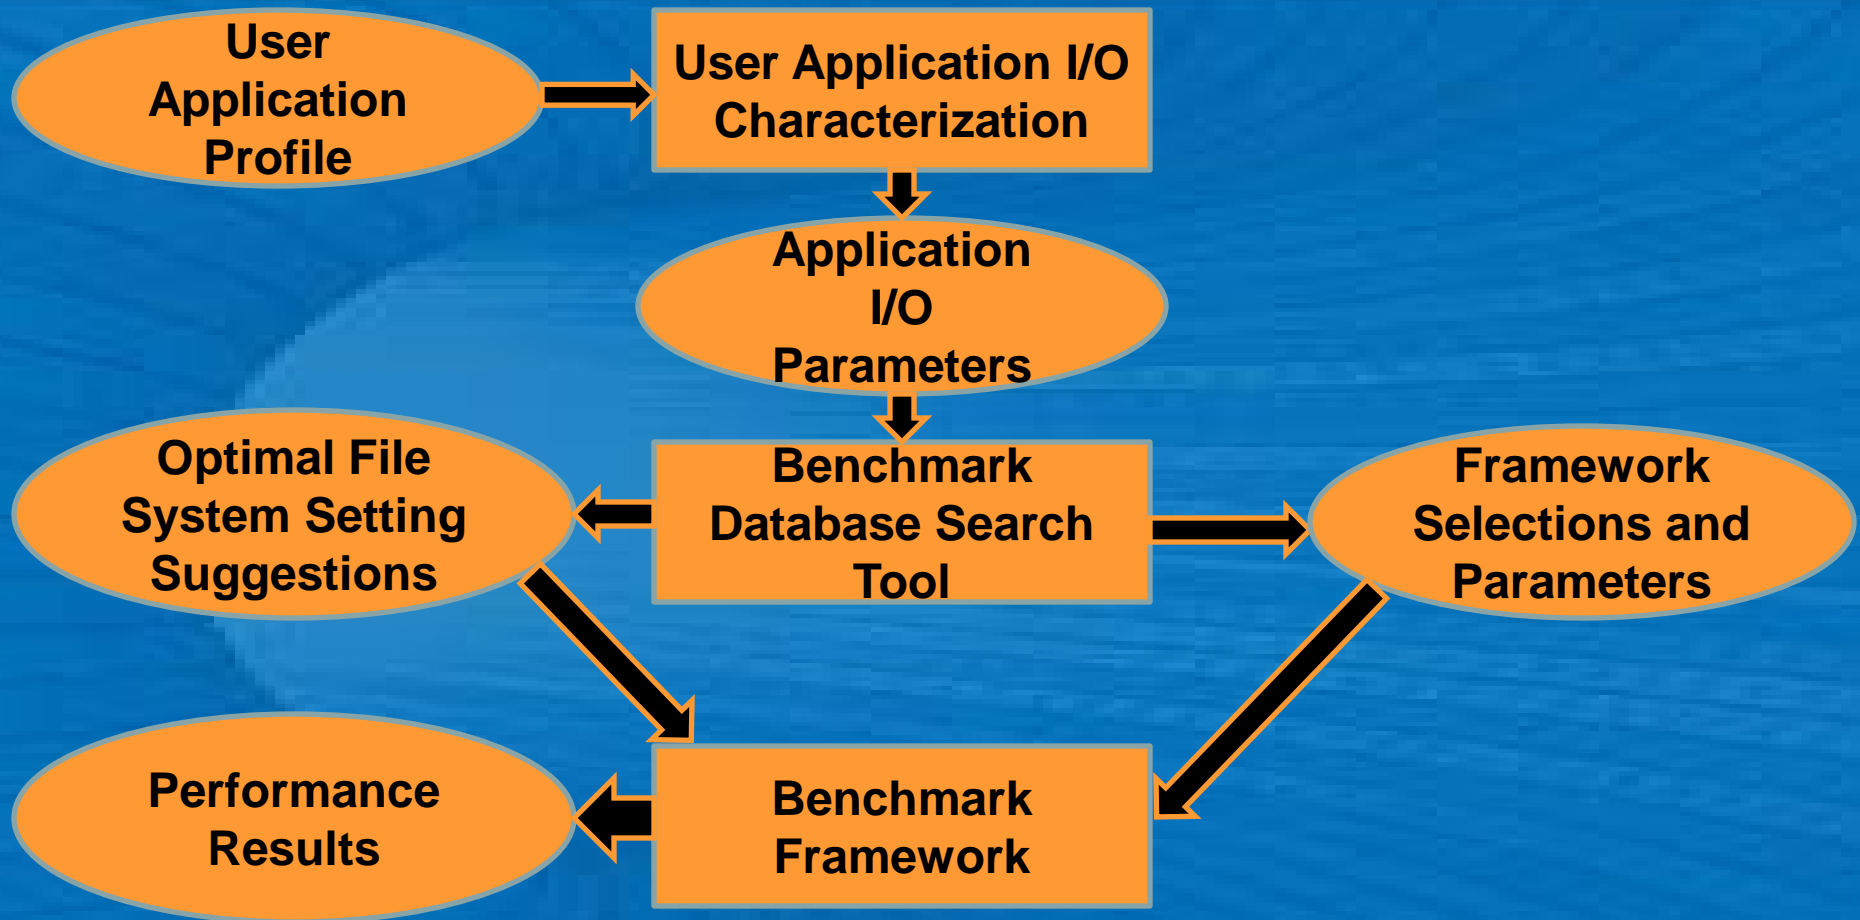 User
Application
Profile
User Application I/O
Characterization
Application
I/O
Parameters
Optimal File
System Setting
Suggestions
Benchmark
Database Search
Tool
Framework
Selections and
Parameters
Performance
Results
Benchmark
Framework